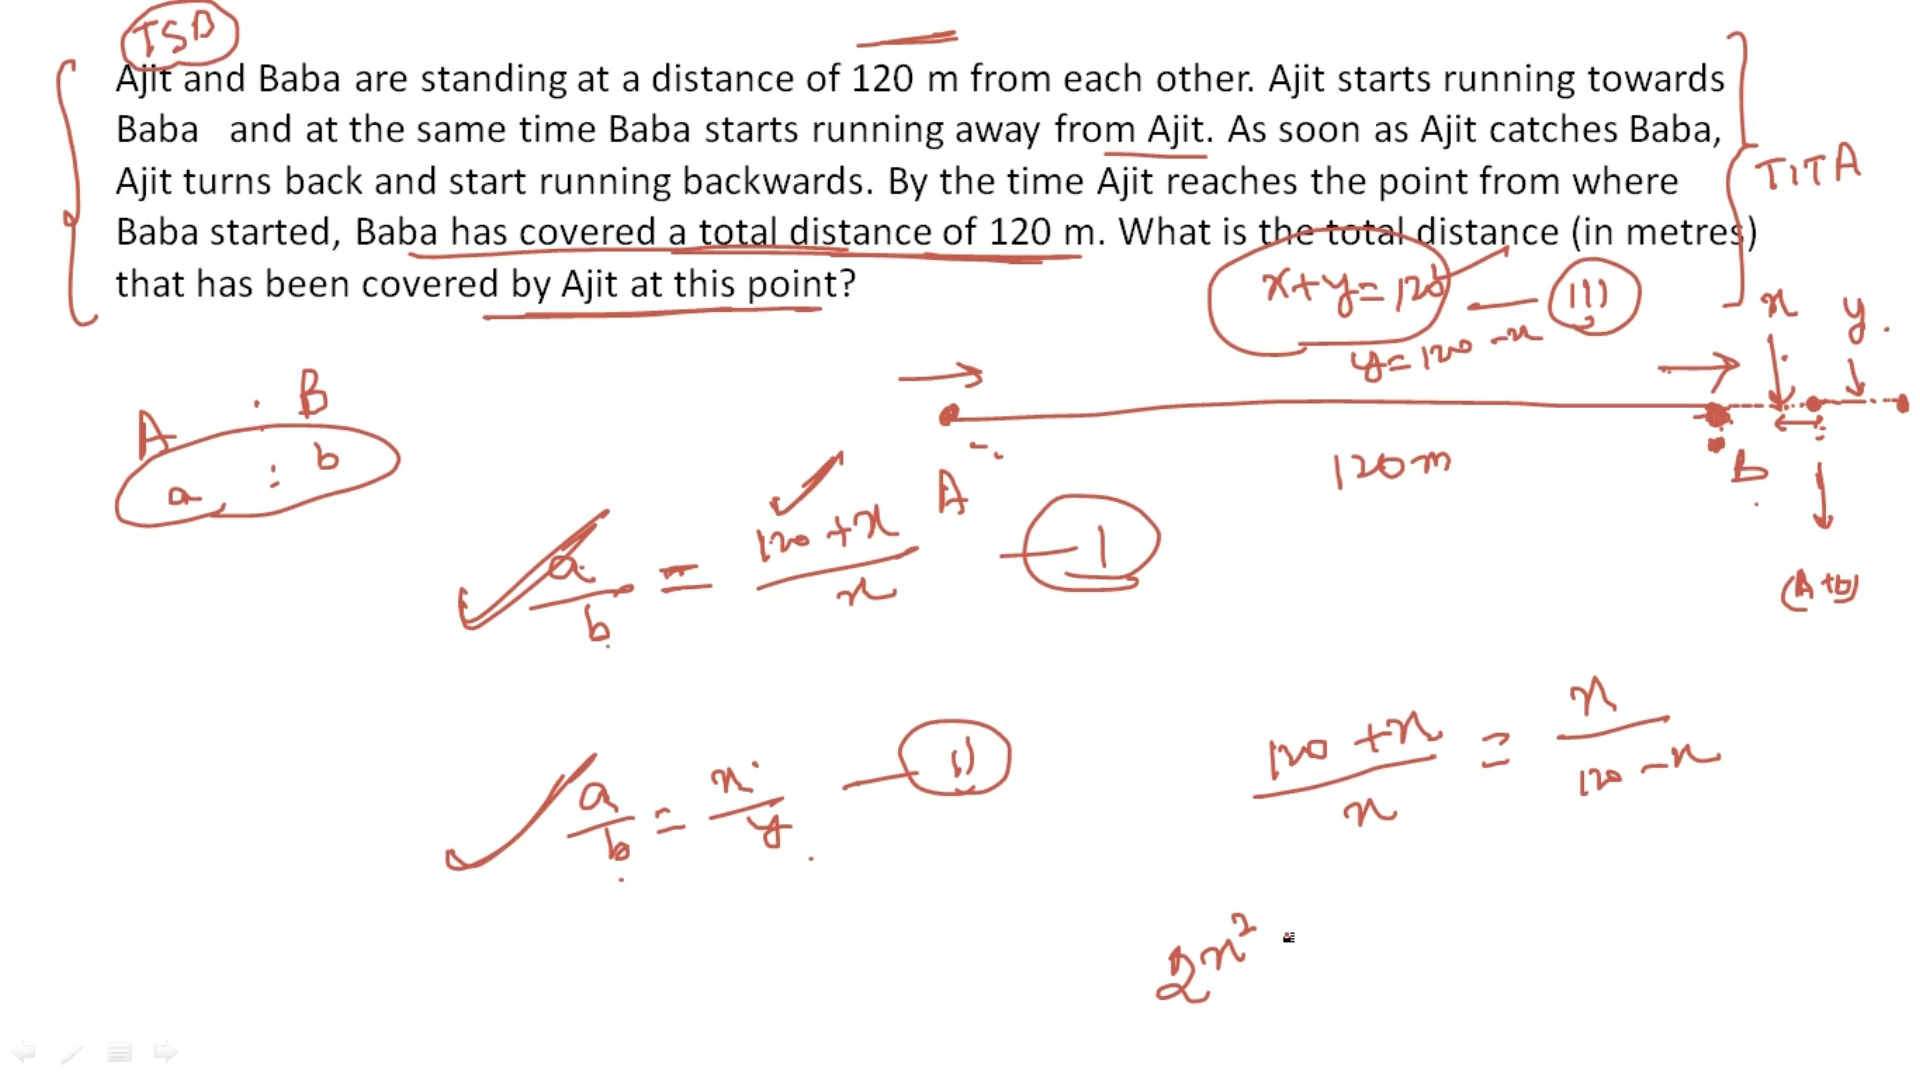 TSD
Ajit and Baba are standing at a distance of 120 m from each other. Ajit starts running towards
Baba and at the same time Baba starts running away from Ajit. As soon as Ajit catches Baba,
Ajit turns back and start running backwards. By the time Ajit reaches the point from where
Baba started, Baba has covered a total distance of 120 m. What is the total distance (in metres)
that has been covered by Ajit at this point?
TITA
x+y=120
y=120-x
III
x y
A B
a : b
A 120m B
(A+B)
a/b = (120+x)/x — I
a/b = x/y — II
(120+x)/x = x/(120-x)
2x²